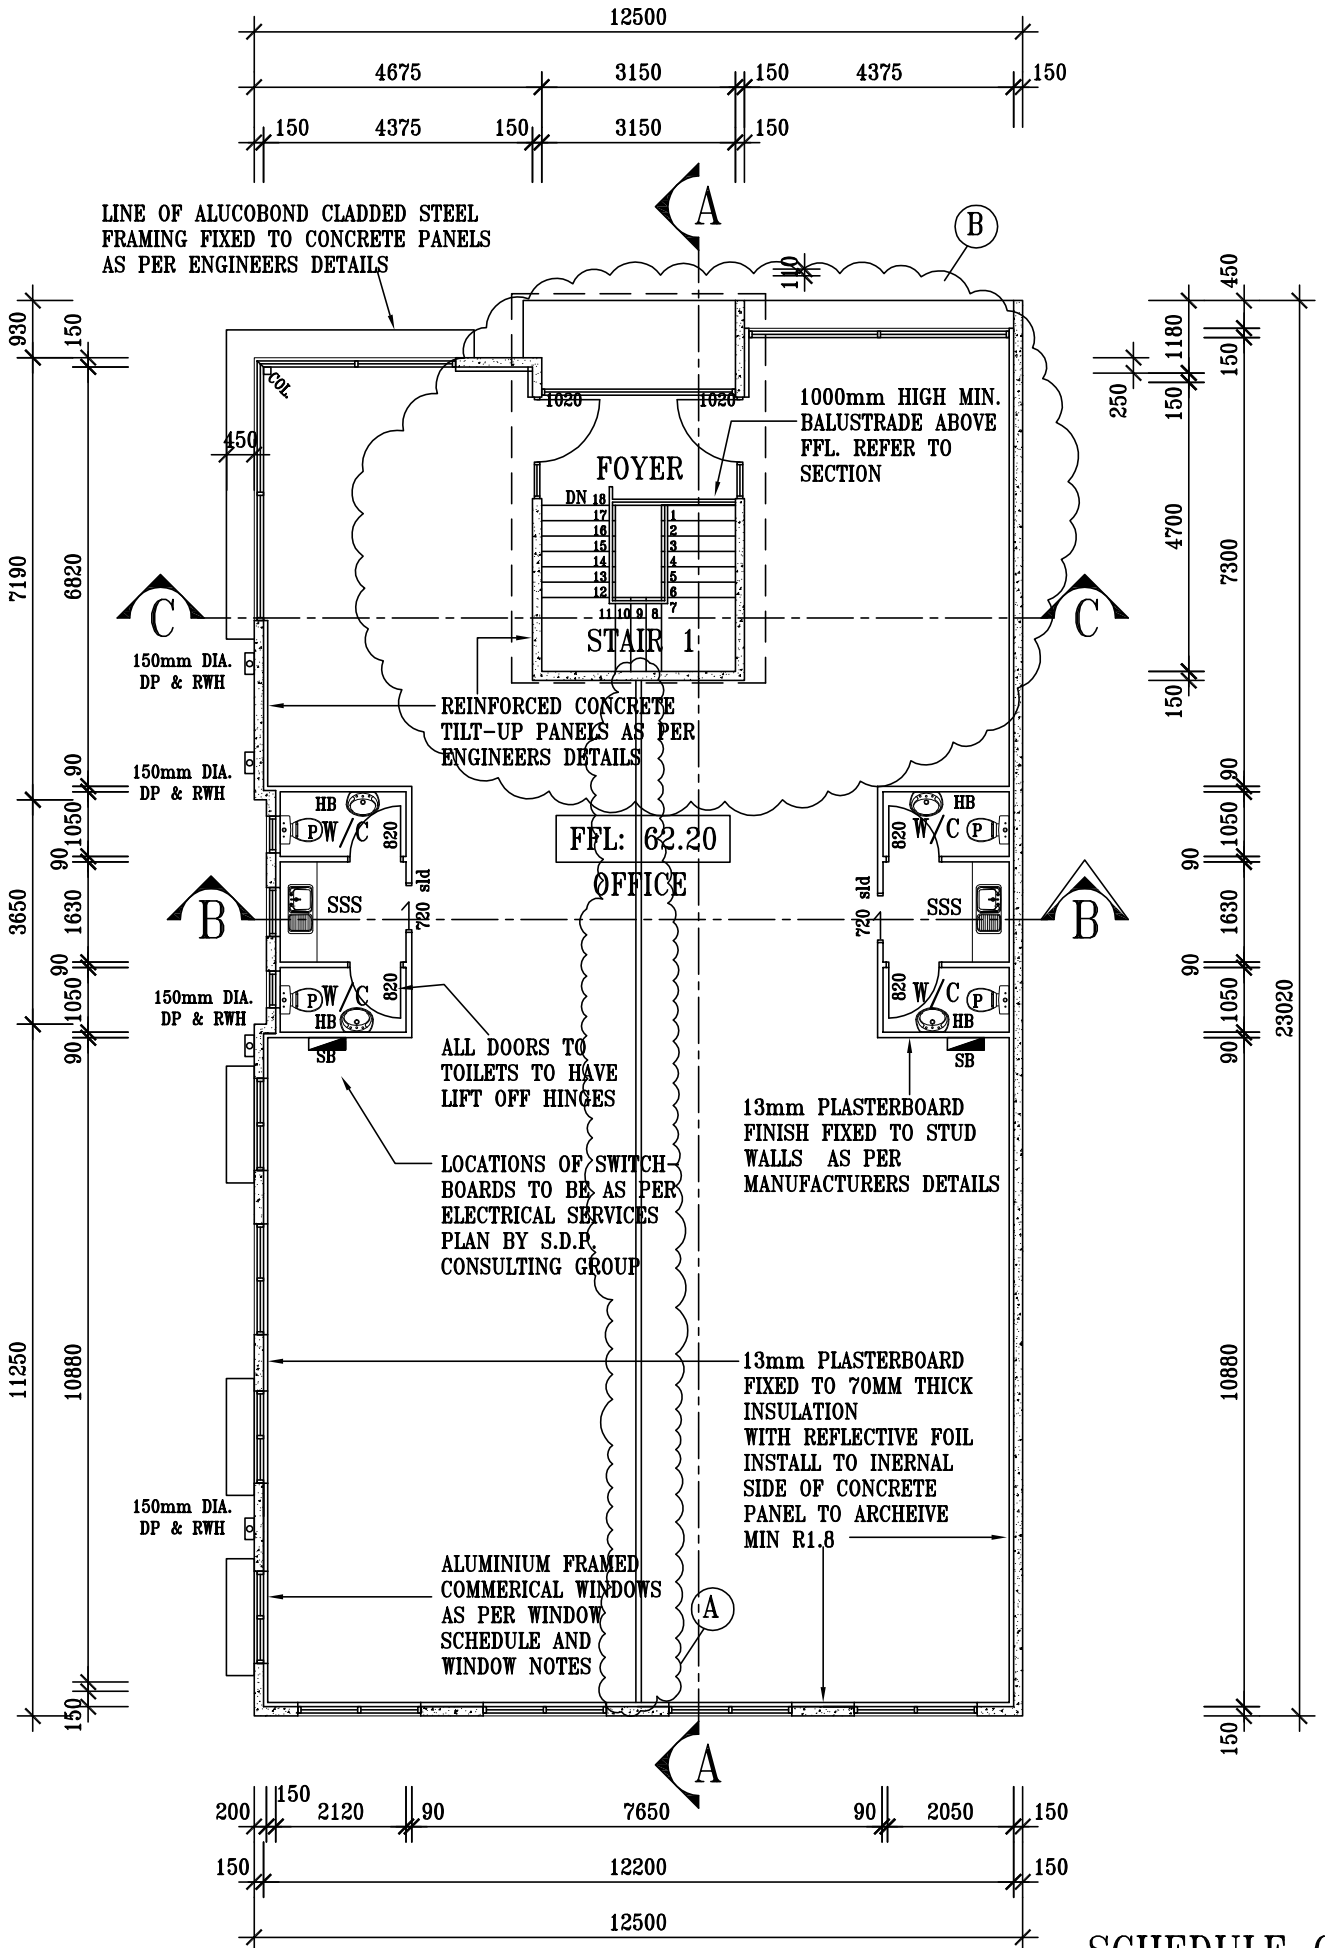 12500
4675 3150 150 4375 150
150 4375 150 3150 150
A
LINE OF ALUCOBOND CLADDED STEEL
FRAMING FIXED TO CONCRETE PANELS
AS PER ENGINEERS DETAILS
B
110
450
930
150
1180
150
250
150
COL.
450
1020 1020
1000mm HIGH MIN.
BALUSTRADE ABOVE
FFL. REFER TO
SECTION
FOYER
DN 18
17 1
16 2
15 3
14 4
13 5
12 6
7
11 10 9 8
STAIR 1
7190
6820
4700
7300
C
C
150mm DIA.
DP & RWH
150
REINFORCED CONCRETE
TILT-UP PANELS AS PER
ENGINEERS DETAILS
150mm DIA.
DP & RWH
90
90
HB
P W/C
820
1050
FFL: 62.20
OFFICE
HB
820 W/C P
1050
90
90
90
3650
1630
B
SSS
720 sld
720 sld
SSS
B
1630
90
90
90
150mm DIA.
DP & RWH
1050
P W/C
820
HB
SB
820
W/C P
HB
SB
1050
23020
90
90
ALL DOORS TO
TOILETS TO HAVE
LIFT OFF HINGES
13mm PLASTERBOARD
FINISH FIXED TO STUD
WALLS AS PER
MANUFACTURERS DETAILS
LOCATIONS OF SWITCH-
BOARDS TO BE AS PER
ELECTRICAL SERVICES
PLAN BY S.D.P.
CONSULTING GROUP
11250
10880
10880
13mm PLASTERBOARD
FIXED TO 70MM THICK
INSULATION
WITH REFLECTIVE FOIL
INSTALL TO INERNAL
SIDE OF CONCRETE
PANEL TO ARCHEIVE
MIN R1.8
150mm DIA.
DP & RWH
ALUMINIUM FRAMED
COMMERICAL WINDOWS
AS PER WINDOW
SCHEDULE AND
WINDOW NOTES
A
150
150
A
200 150 2120 90 7650 90 2050 150
150 12200 150
12500
SCHEDULE